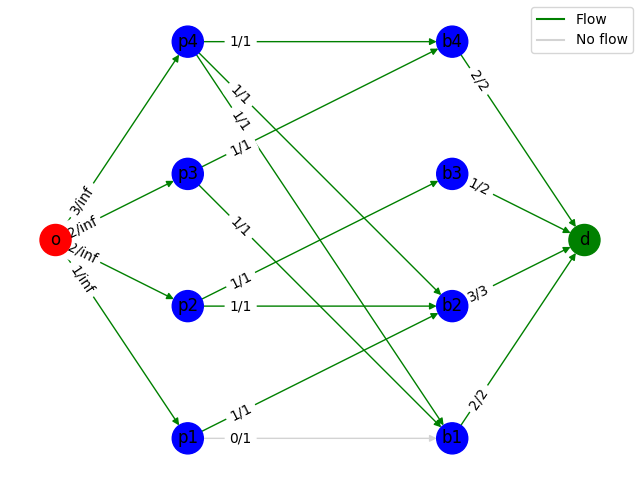 Flow
No flow
p4
1/1
b4
1/1
2/2
1/1
1/1
p3
b3
1/2
3/inf
2/inf
1/1
o
d
2/inf
1/inf
1/1
p2
1/1
b2
3/3
1/1
2/2
p1
0/1
b1